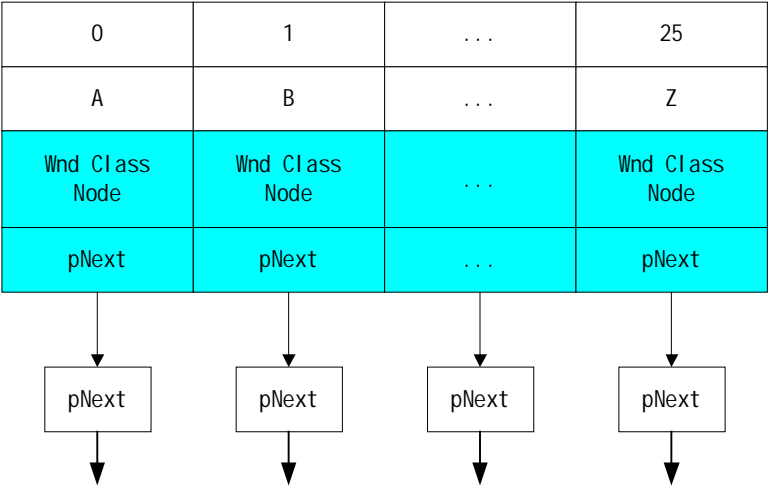 0 1 ... 25
A B ... Z
Wnd Class Wnd Class ... Wnd Class
Node Node Node
pNext pNext ... pNext
pNext pNext pNext pNext